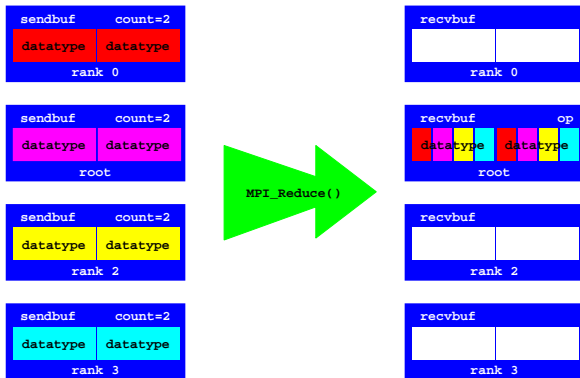 sendbuf count=2
datatype datatype
rank 0
sendbuf count=2
datatype datatype
root
sendbuf count=2
datatype datatype
rank 2
sendbuf count=2
datatype datatype
rank 3
MPI_Reduce()
recvbuf
rank 0
recvbuf op
datatype datatype
root
recvbuf
rank 2
recvbuf
rank 3